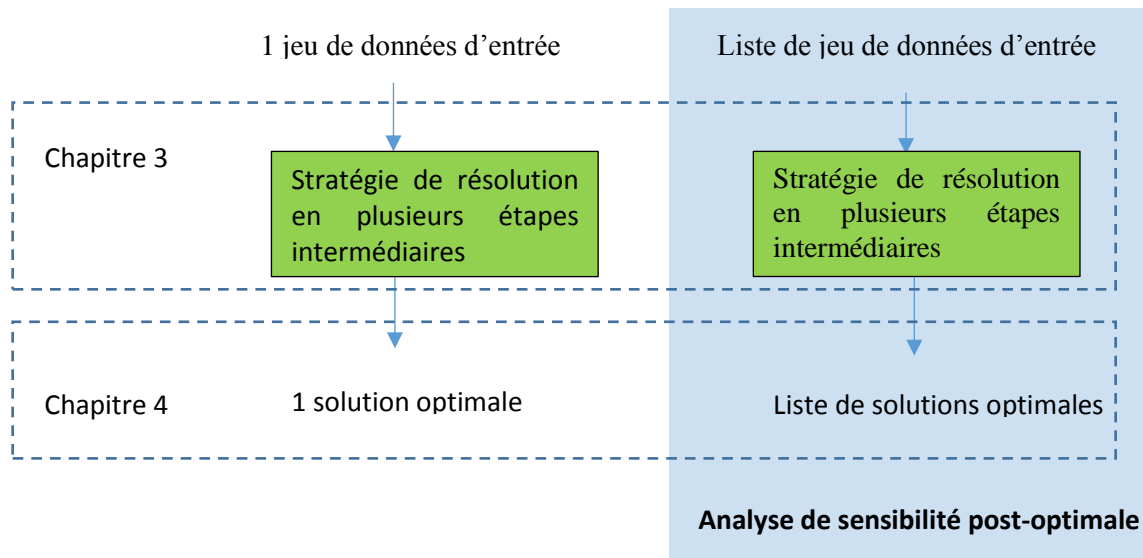 1 jeu de données d'entrée
Liste de jeu de données d'entrée
Chapitre 3
Stratégie de résolution
en plusieurs étapes
intermédiaires
Stratégie de résolution
en plusieurs étapes
intermédiaires
Chapitre 4
1 solution optimale
Liste de solutions optimales
Analyse de sensibilité post-optimale